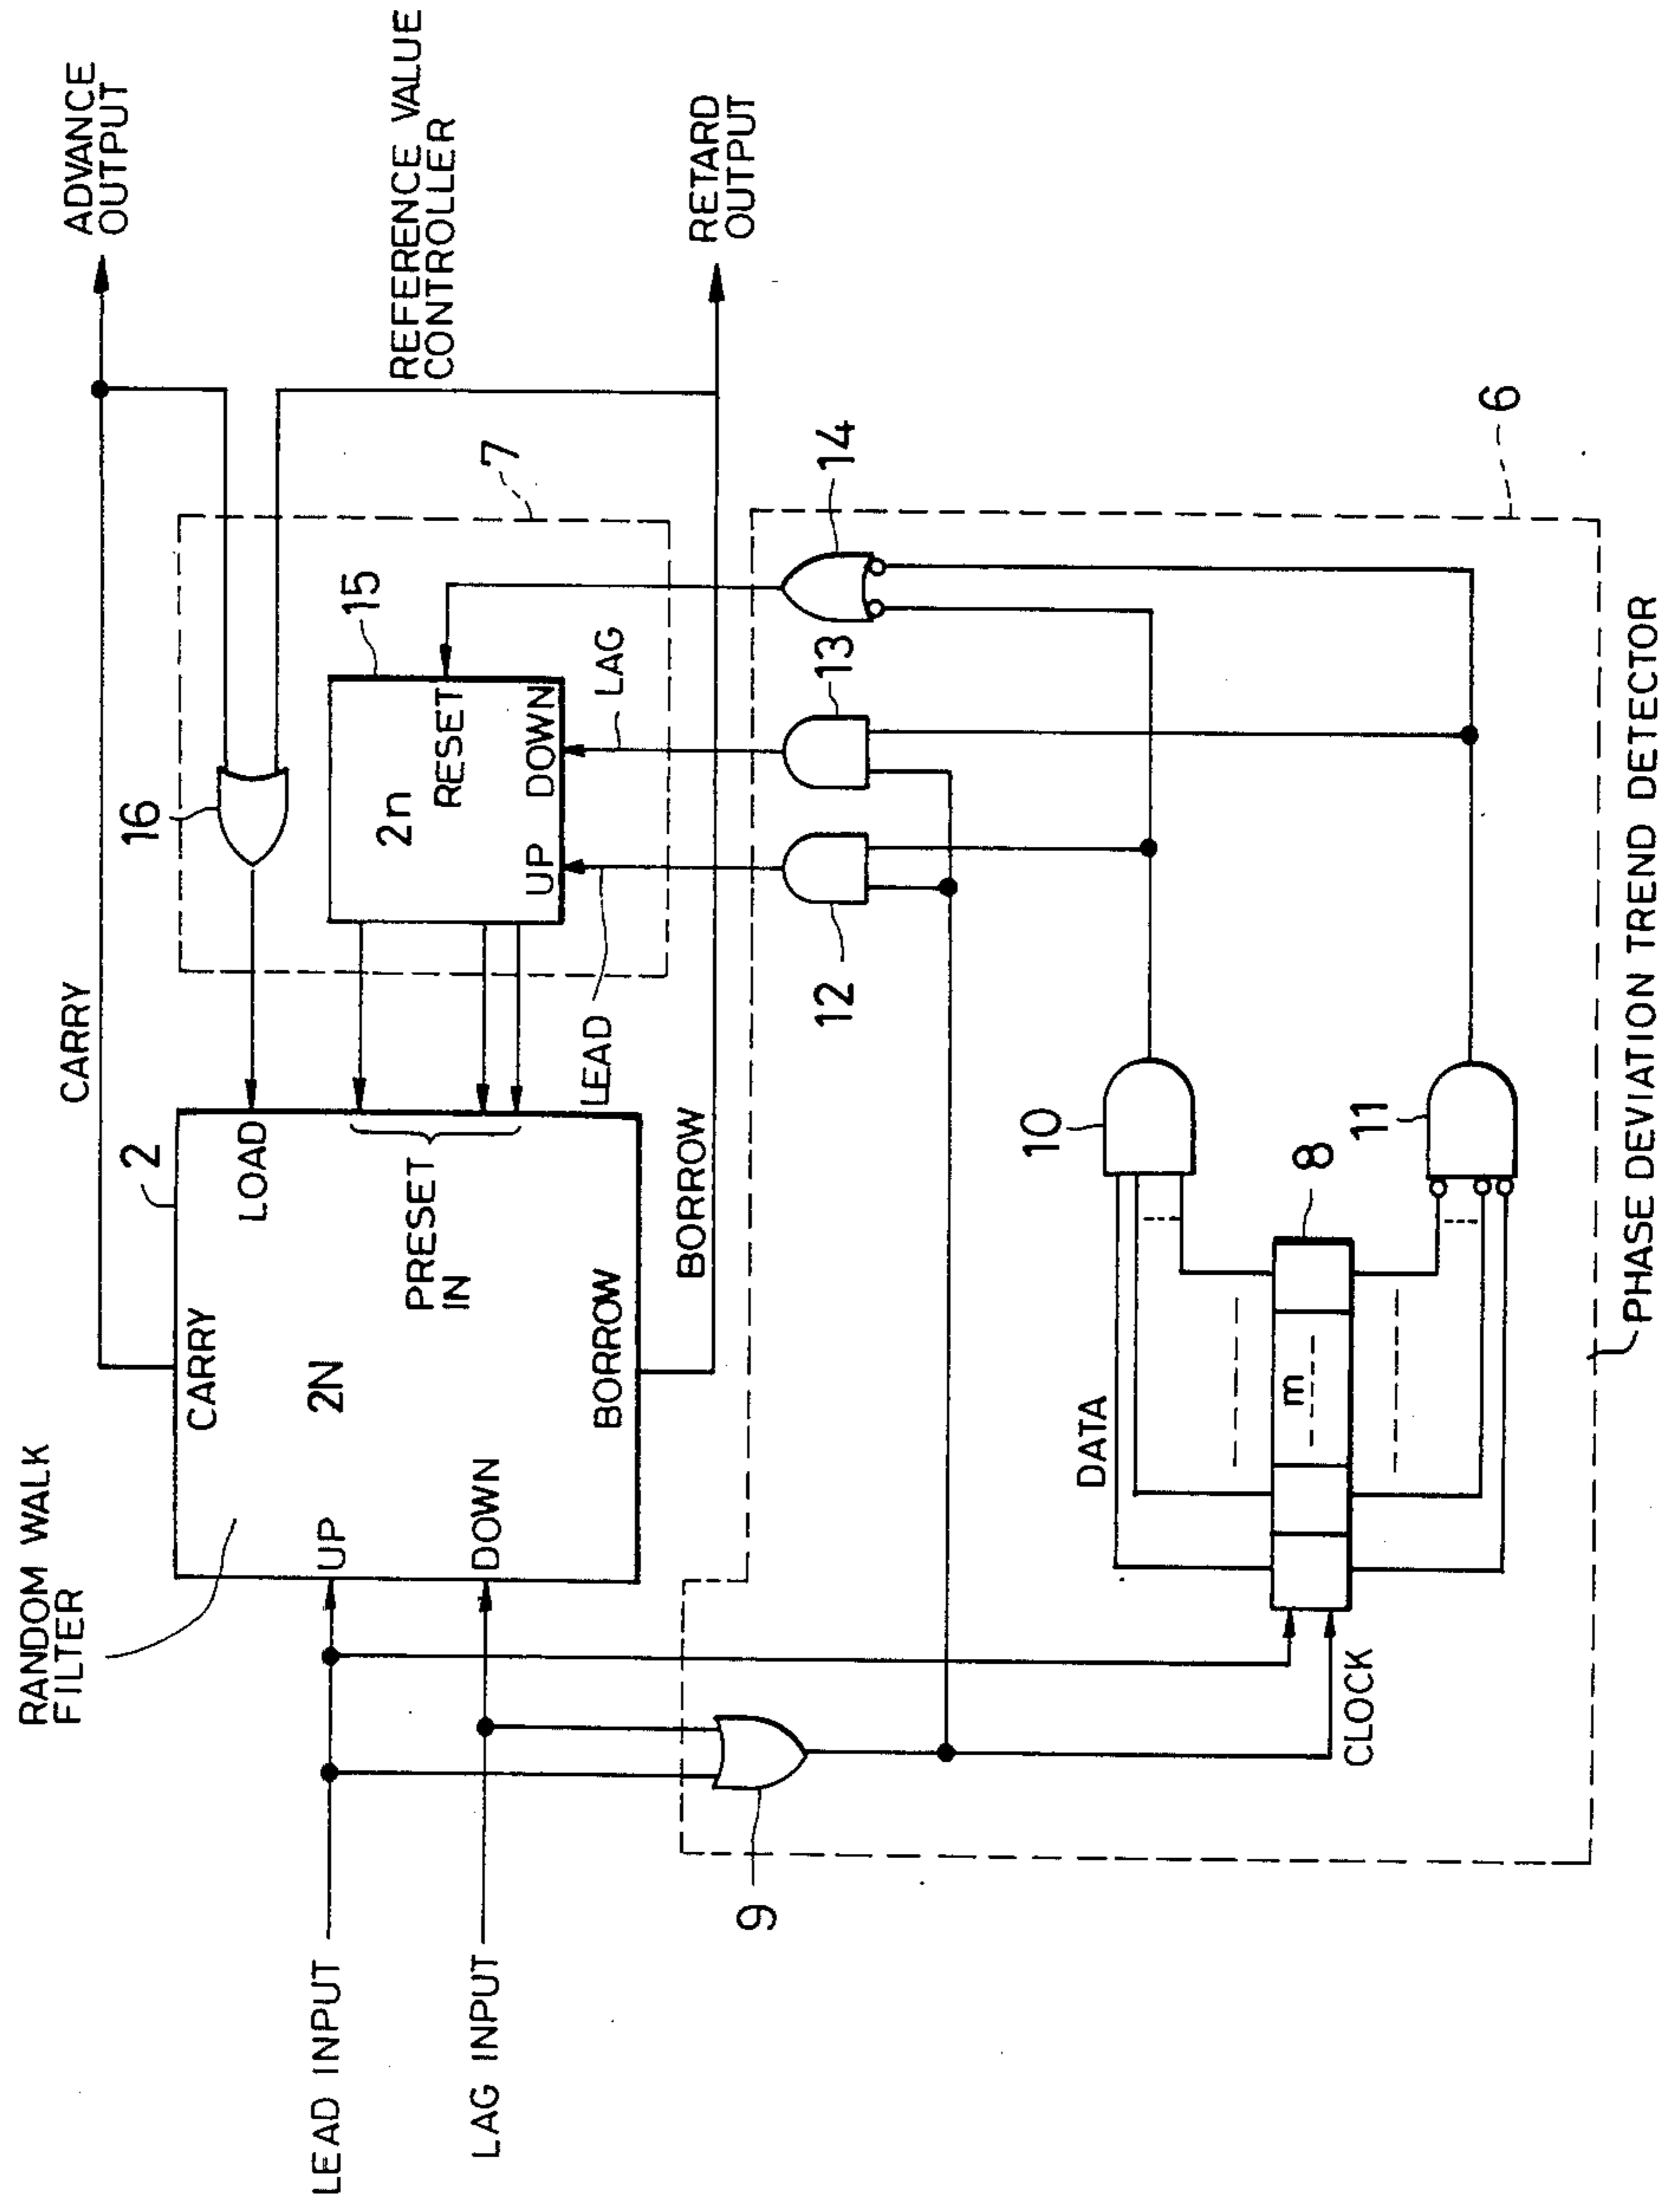 ADVANCE
OUTPUT
REFERENCE VALUE
CONTROLLER
RETARD
OUTPUT
CARRY
16
15
7
2n
RESET
UP
DOWN
LEAD
LAG
14
13
12
6
RANDOM WALK
FILTER
2
CARRY
LOAD
2N
PRESET
IN
UP
DOWN
BORROW
BORROW
10
11
8
DATA
m
CLOCK
9
LEAD INPUT
LAG INPUT
PHASE DEVIATION TREND DETECTOR